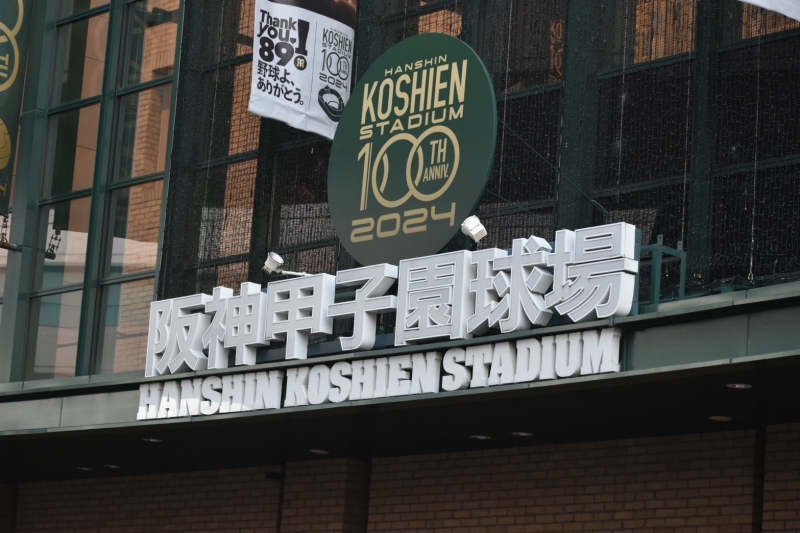 Thank
you!
89
野球よ、
ありがとう。
KOSHIEN
100
2024
HANSHIN
KOSHIEN
STADIUM
100TH
ANNIV.
2024
阪神甲子園球場
HANSHIN KOSHIEN STADIUM